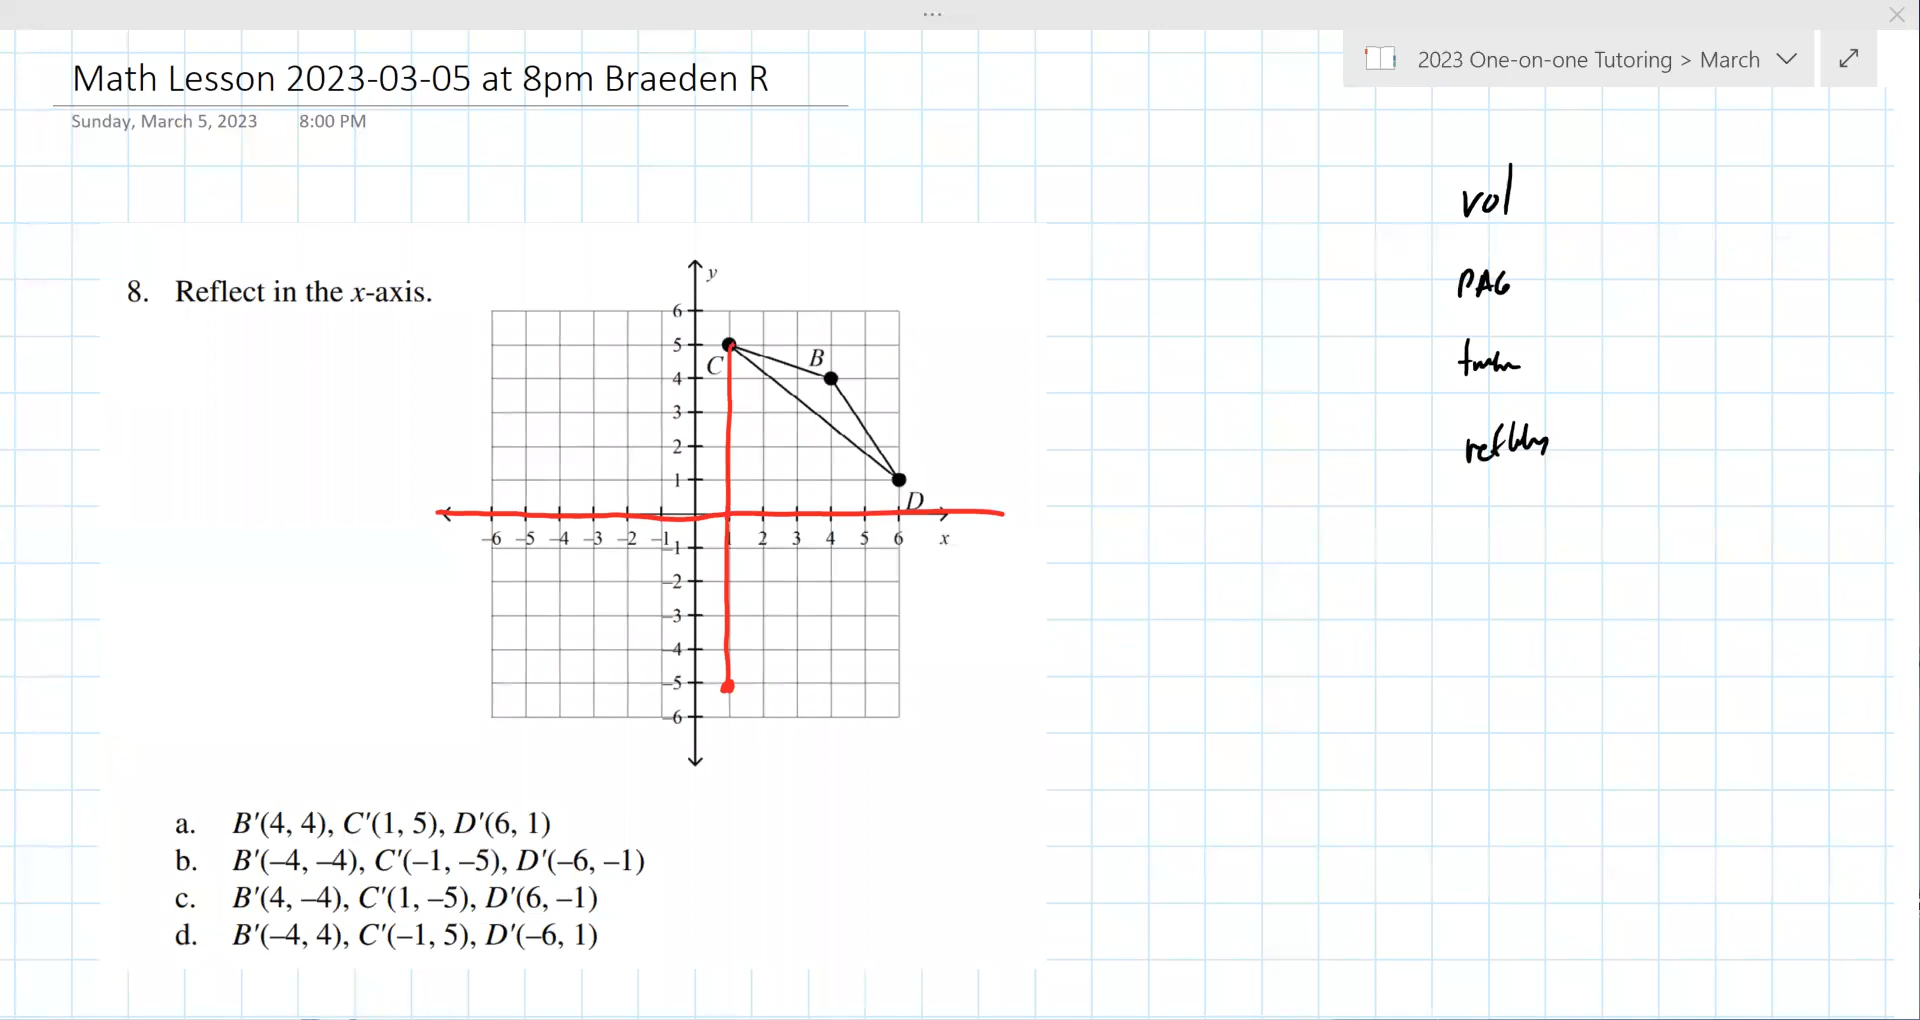 2023 One-on-one Tutoring > March
Math Lesson 2023-03-05 at 8pm Braeden R
Sunday, March 5, 2023 8:00 PM
vol
PAG
8. Reflect in the x-axis.
y
6
5
C
B
4
3
2
1
D
–6 –5 –4 –3 –2 –1 1 2 3 4 5 6 x
–1
–2
–3
–4
–5
–6
a. B′(4, 4), C′(1, 5), D′(6, 1)
b. B′(–4, –4), C′(–1, –5), D′(–6, –1)
c. B′(4, –4), C′(1, –5), D′(6, –1)
d. B′(–4, 4), C′(–1, 5), D′(–6, 1)